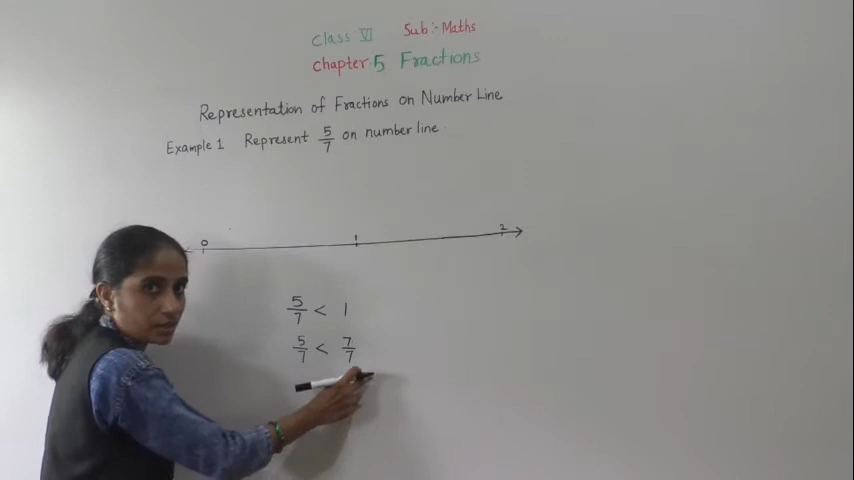 Class VI Sub:- Maths
Chapter 5 Fractions
Representation of Fractions on Number Line
Example 1 Represent 5/7 on number line
0 1 2
5/7 < 1
5/7 < 7/7